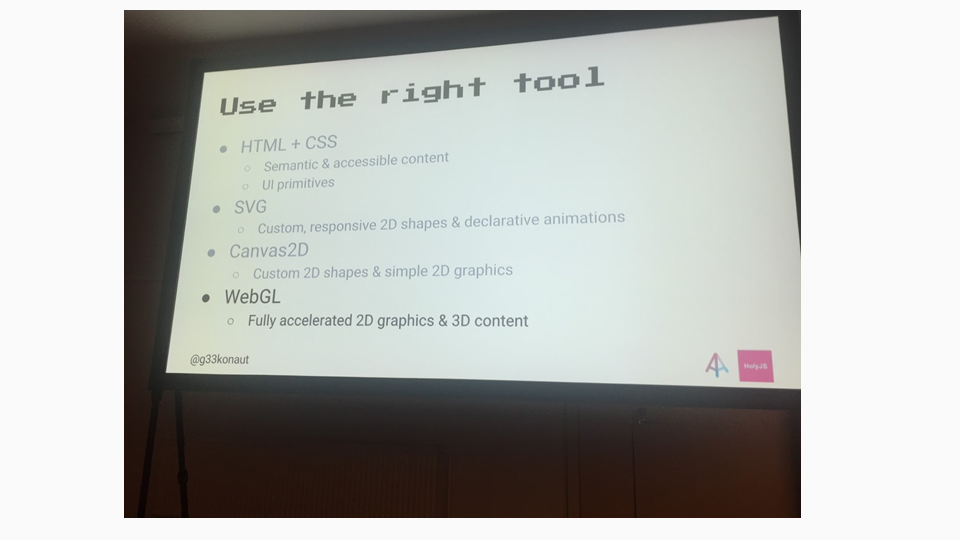 Use the right tool
● HTML + CSS
○ Semantic & accessible content
○ UI primitives
● SVG
○ Custom, responsive 2D shapes & declarative animations
● Canvas2D
○ Custom 2D shapes & simple 2D graphics
● WebGL
○ Fully accelerated 2D graphics & 3D content
@g33konaut
HolyJS